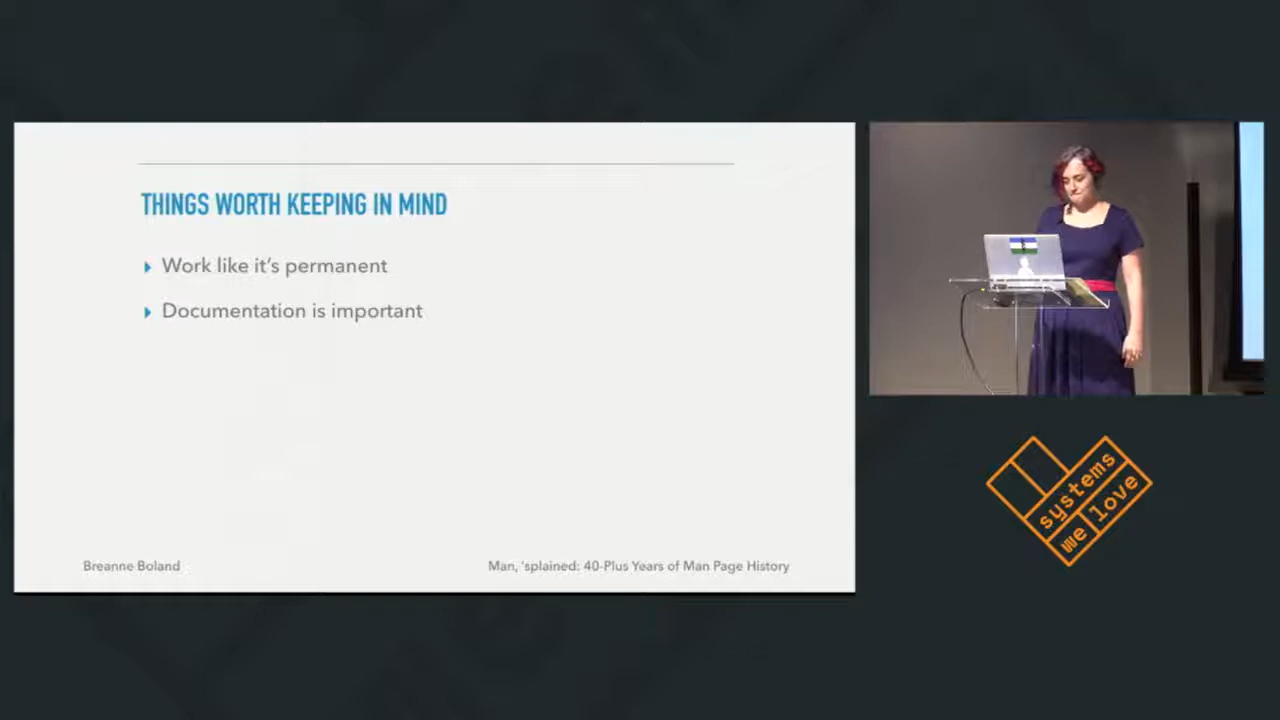 THINGS WORTH KEEPING IN MIND
Work like it's permanent
Documentation is important
Breanne Boland
Man, 'splained: 40-Plus Years of Man Page History
systems
we love